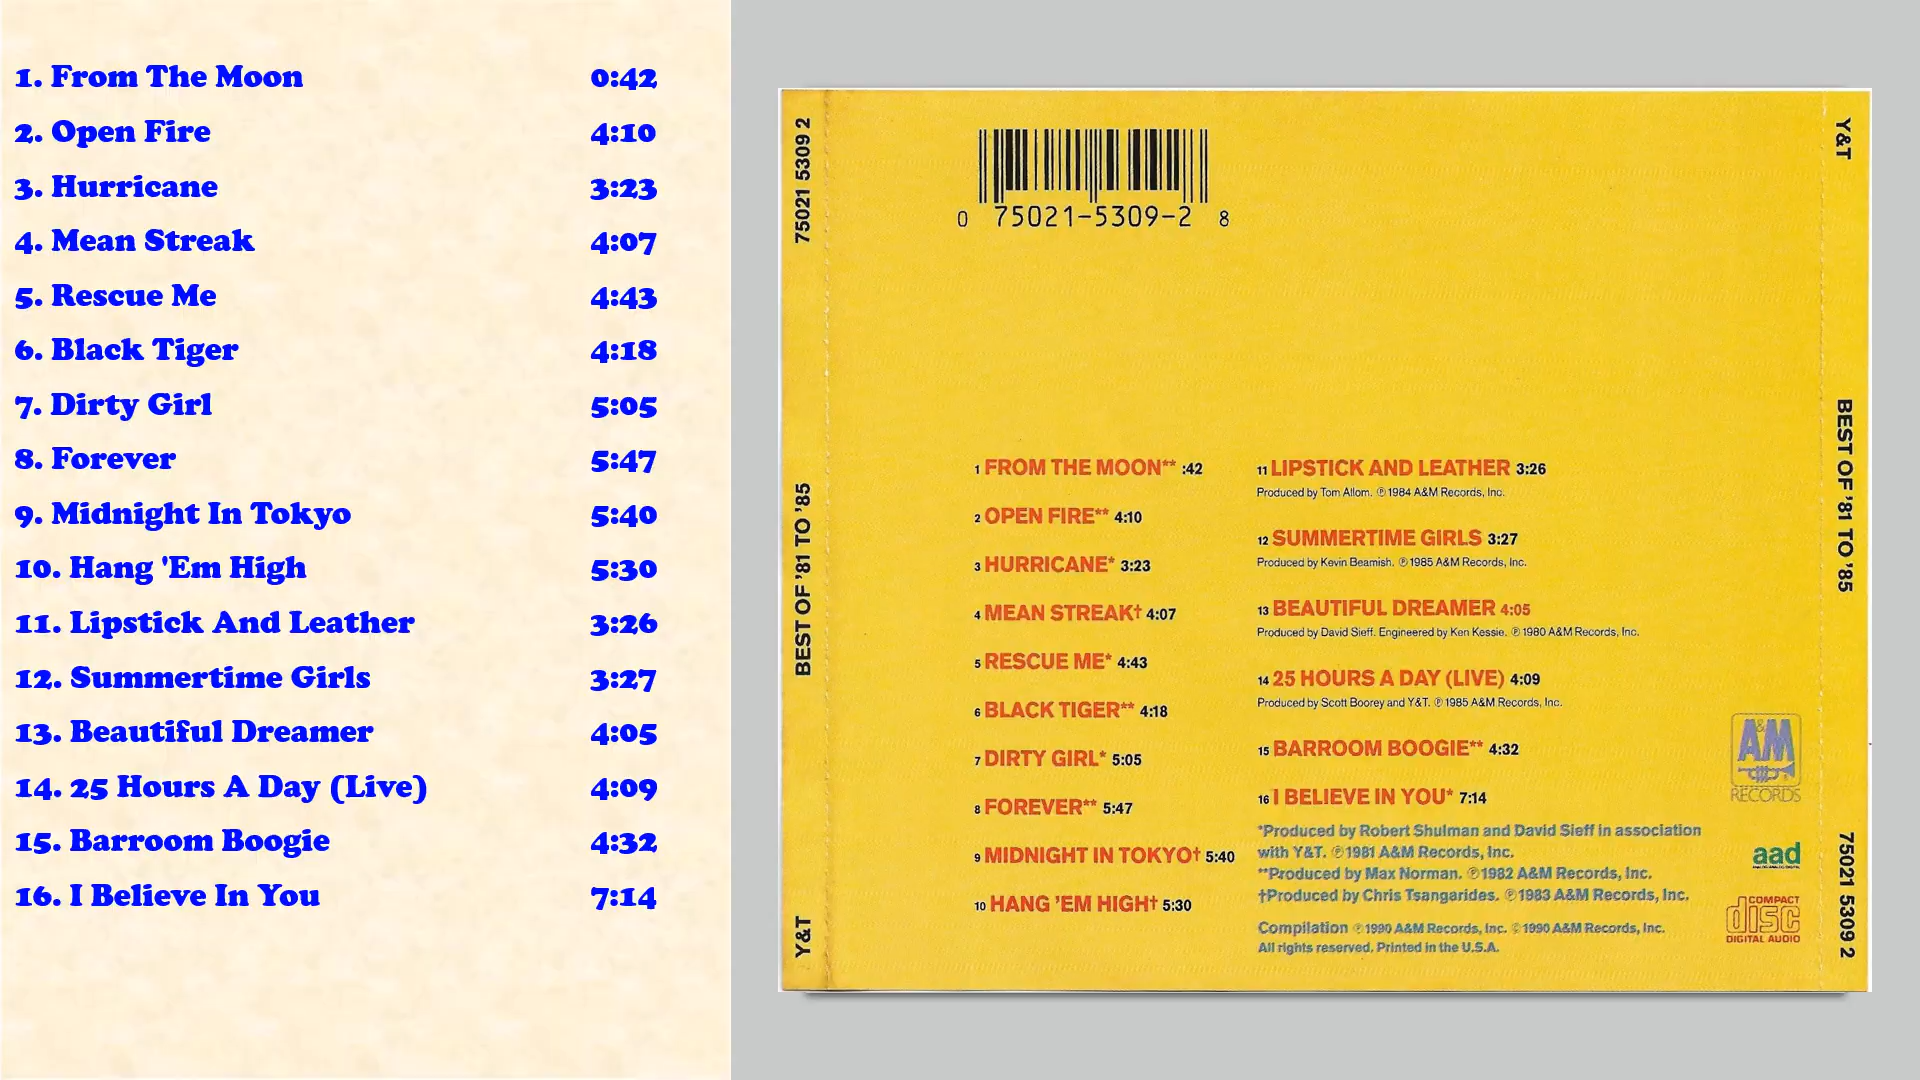 1. From The Moon 0:42
2. Open Fire 4:10
3. Hurricane 3:23
4. Mean Streak 4:07
5. Rescue Me 4:43
6. Black Tiger 4:18
7. Dirty Girl 5:05
8. Forever 5:47
9. Midnight In Tokyo 5:40
10. Hang 'Em High 5:30
11. Lipstick And Leather 3:26
12. Summertime Girls 3:27
13. Beautiful Dreamer 4:05
14. 25 Hours A Day (Live) 4:09
15. Barroom Boogie 4:32
16. I Believe In You 7:14
75021 5309 2
BEST OF '81 TO '85
Y&T
0 75021-5309-2 8
1 FROM THE MOON** :42
2 OPEN FIRE** 4:10
3 HURRICANE* 3:23
4 MEAN STREAK† 4:07
5 RESCUE ME* 4:43
6 BLACK TIGER** 4:18
7 DIRTY GIRL* 5:05
8 FOREVER** 5:47
9 MIDNIGHT IN TOKYO† 5:40
10 HANG 'EM HIGH† 5:30
11 LIPSTICK AND LEATHER 3:26
Produced by Tom Allom. ℗1984 A&M Records, Inc.
12 SUMMERTIME GIRLS 3:27
Produced by Kevin Beamish. ℗1985 A&M Records, Inc.
13 BEAUTIFUL DREAMER 4:05
Produced by David Sieff. Engineered by Ken Kessie. ℗1980 A&M Records, Inc.
14 25 HOURS A DAY (LIVE) 4:09
Produced by Scott Boorey and Y&T. ℗1985 A&M Records, Inc.
15 BARROOM BOOGIE** 4:32
16 I BELIEVE IN YOU* 7:14
*Produced by Robert Shulman and David Sieff in association
with Y&T. ℗1981 A&M Records, Inc.
**Produced by Max Norman. ℗1982 A&M Records, Inc.
†Produced by Chris Tsangarides. ℗1983 A&M Records, Inc.
Compilation ℗1990 A&M Records, Inc. ©1990 A&M Records, Inc.
All rights reserved. Printed in the U.S.A.
A&M
RECORDS
aad
COMPACT
disc
DIGITAL AUDIO
Y&T
BEST OF '81 TO '85
75021 5309 2